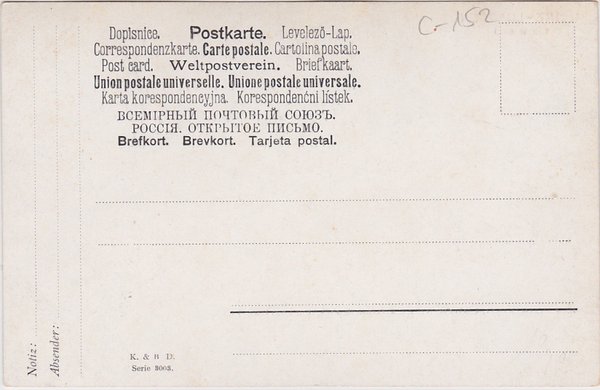 C-152
Dopisnice. Postkarte. Levelező-Lap.
Correspondenzkarte. Carte postale. Cartolina postale.
Post card. Weltpostverein. Briefkaart.
Union postale universelle. Unione postale universale.
Karta korespondencyjna. Korespondenční lístek.
ВСЕМІРНЫЙ ПОЧТОВЫЙ СОЮЗЪ.
РОССІЯ. ОТКРЫТОЕ ПИСЬМО.
Brefkort. Brevkort. Tarjeta postal.
Notiz:
Absender:
K. & B D.
Serie 3003.